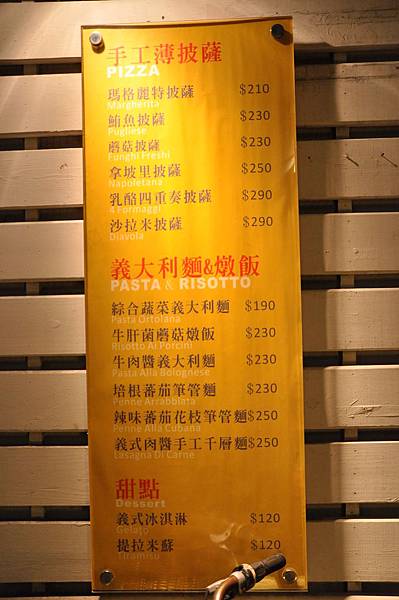 手工薄披薩
PIZZA
瑪格麗特披薩 $210
Margherita
鮪魚披薩 $230
Pugliese
蘑菇披薩 $230
Funghi Freshi
拿坡里披薩 $250
Napoletana
乳酪四重奏披薩 $290
4 Formaggi
沙拉米披薩 $290
Diavola
義大利麵&燉飯
PASTA & RISOTTO
綜合蔬菜義大利麵 $190
Pasta Ortolana
牛肝菌蘑菇燉飯 $230
Risotto Ai Porcini
牛肉醬義大利麵 $230
Pasta Alla Bolognese
培根蕃茄筆管麵 $230
Penne Arrabbiata
辣味蕃茄花枝筆管麵 $250
Penne Alla Cubana
義式肉醬手工千層麵 $250
Lasagna Di Carne
甜點
Dessert
義式冰淇淋 $120
Gelato
提拉米蘇 $120
Tiramisu